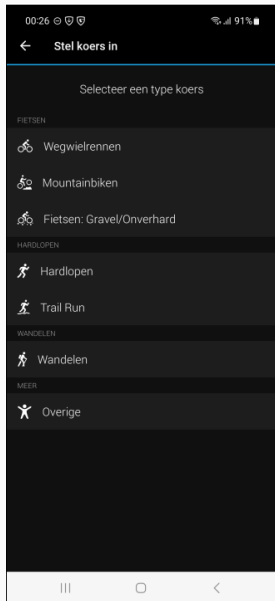 00:26 91%
Stel koers in
Selecteer een type koers
FIETSEN
Wegwielrennen
Mountainbiken
Fietsen: Gravel/Onverhard
HARDLOPEN
Hardlopen
Trail Run
WANDELEN
Wandelen
MEER
Overige